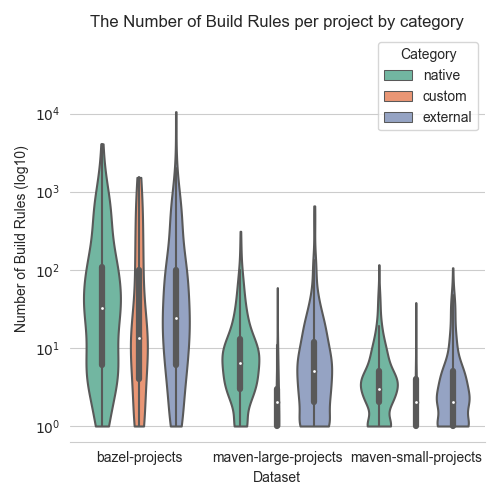 The Number of Build Rules per project by category
Category
native
custom
external
Number of Build Rules (log10)
10⁴
10³
10²
10¹
10⁰
bazel-projects
maven-large-projects
maven-small-projects
Dataset